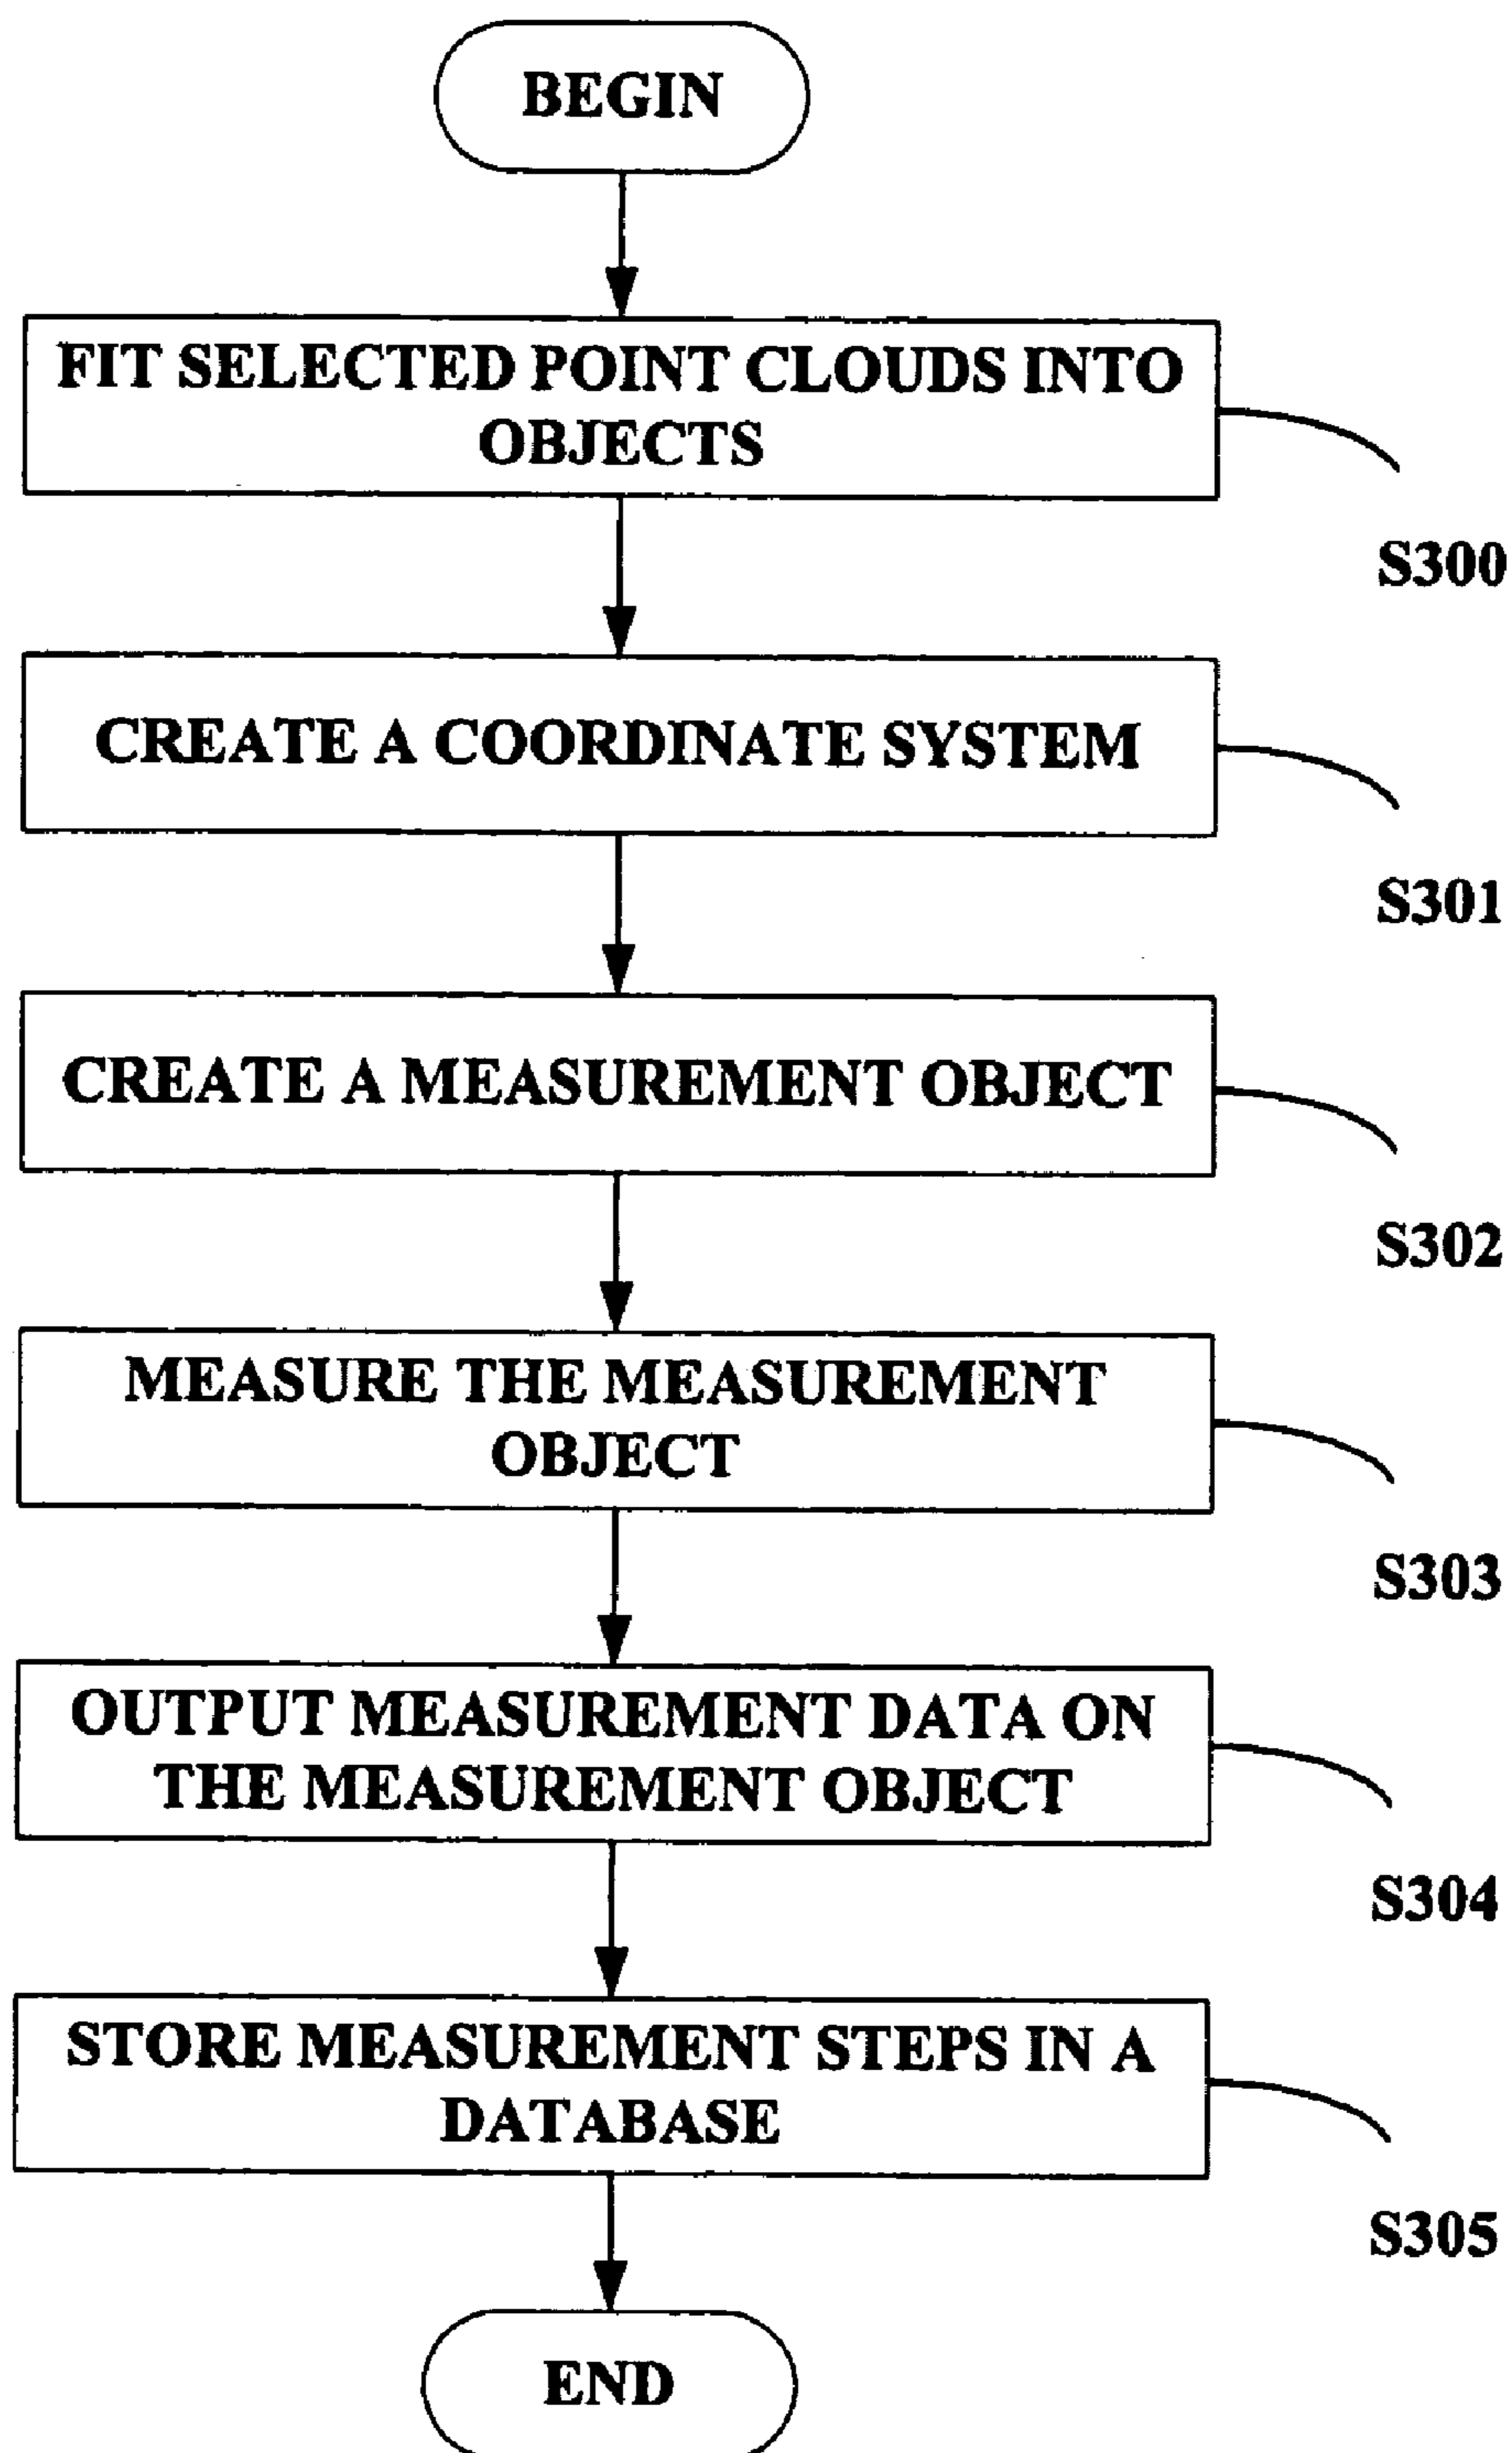 BEGIN
FIT SELECTED POINT CLOUDS INTO
OBJECTS
S300
CREATE A COORDINATE SYSTEM
S301
CREATE A MEASUREMENT OBJECT
S302
MEASURE THE MEASUREMENT
OBJECT
S303
OUTPUT MEASUREMENT DATA ON
THE MEASUREMENT OBJECT
S304
STORE MEASUREMENT STEPS IN A
DATABASE
S305
END